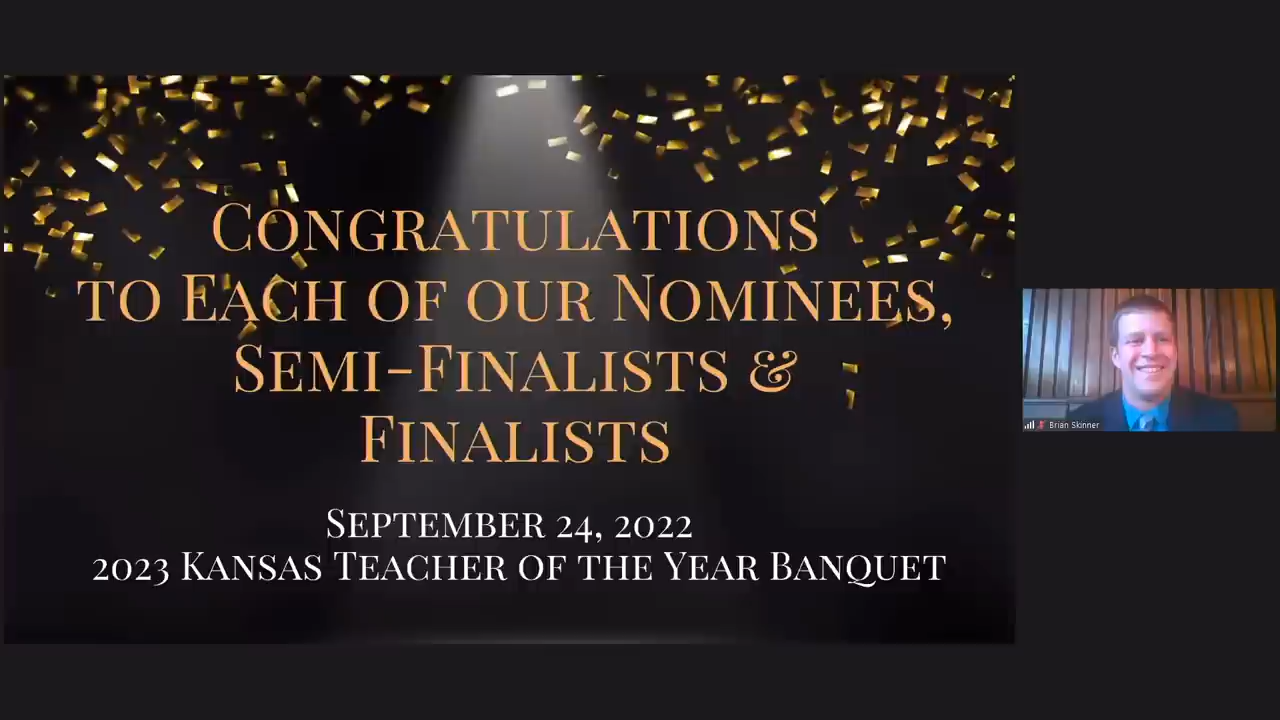 Congratulations
to Each of our Nominees,
Semi-Finalists &
Finalists
September 24, 2022
2023 Kansas Teacher of the Year Banquet
Brian Skinner